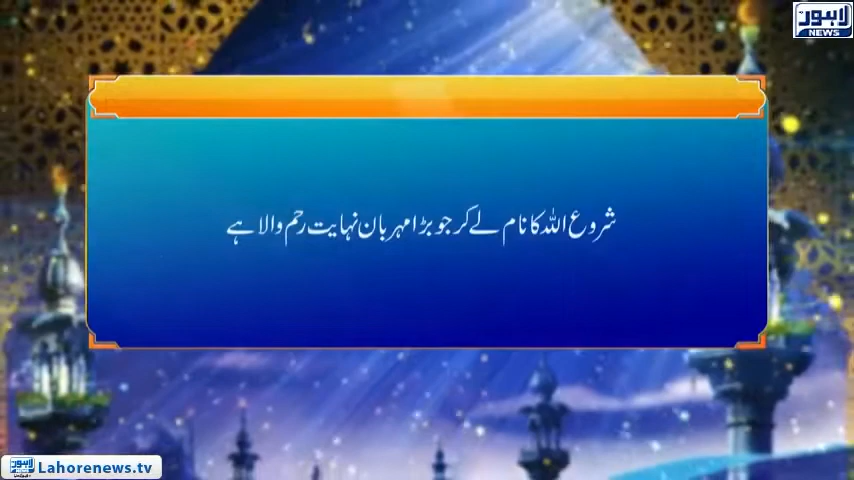 لاہور
NEWS
شروع اللہ کا نام لے کر جو بڑا مہربان نہایت رحم والا ہے
لاہور
Lahorenews.tv